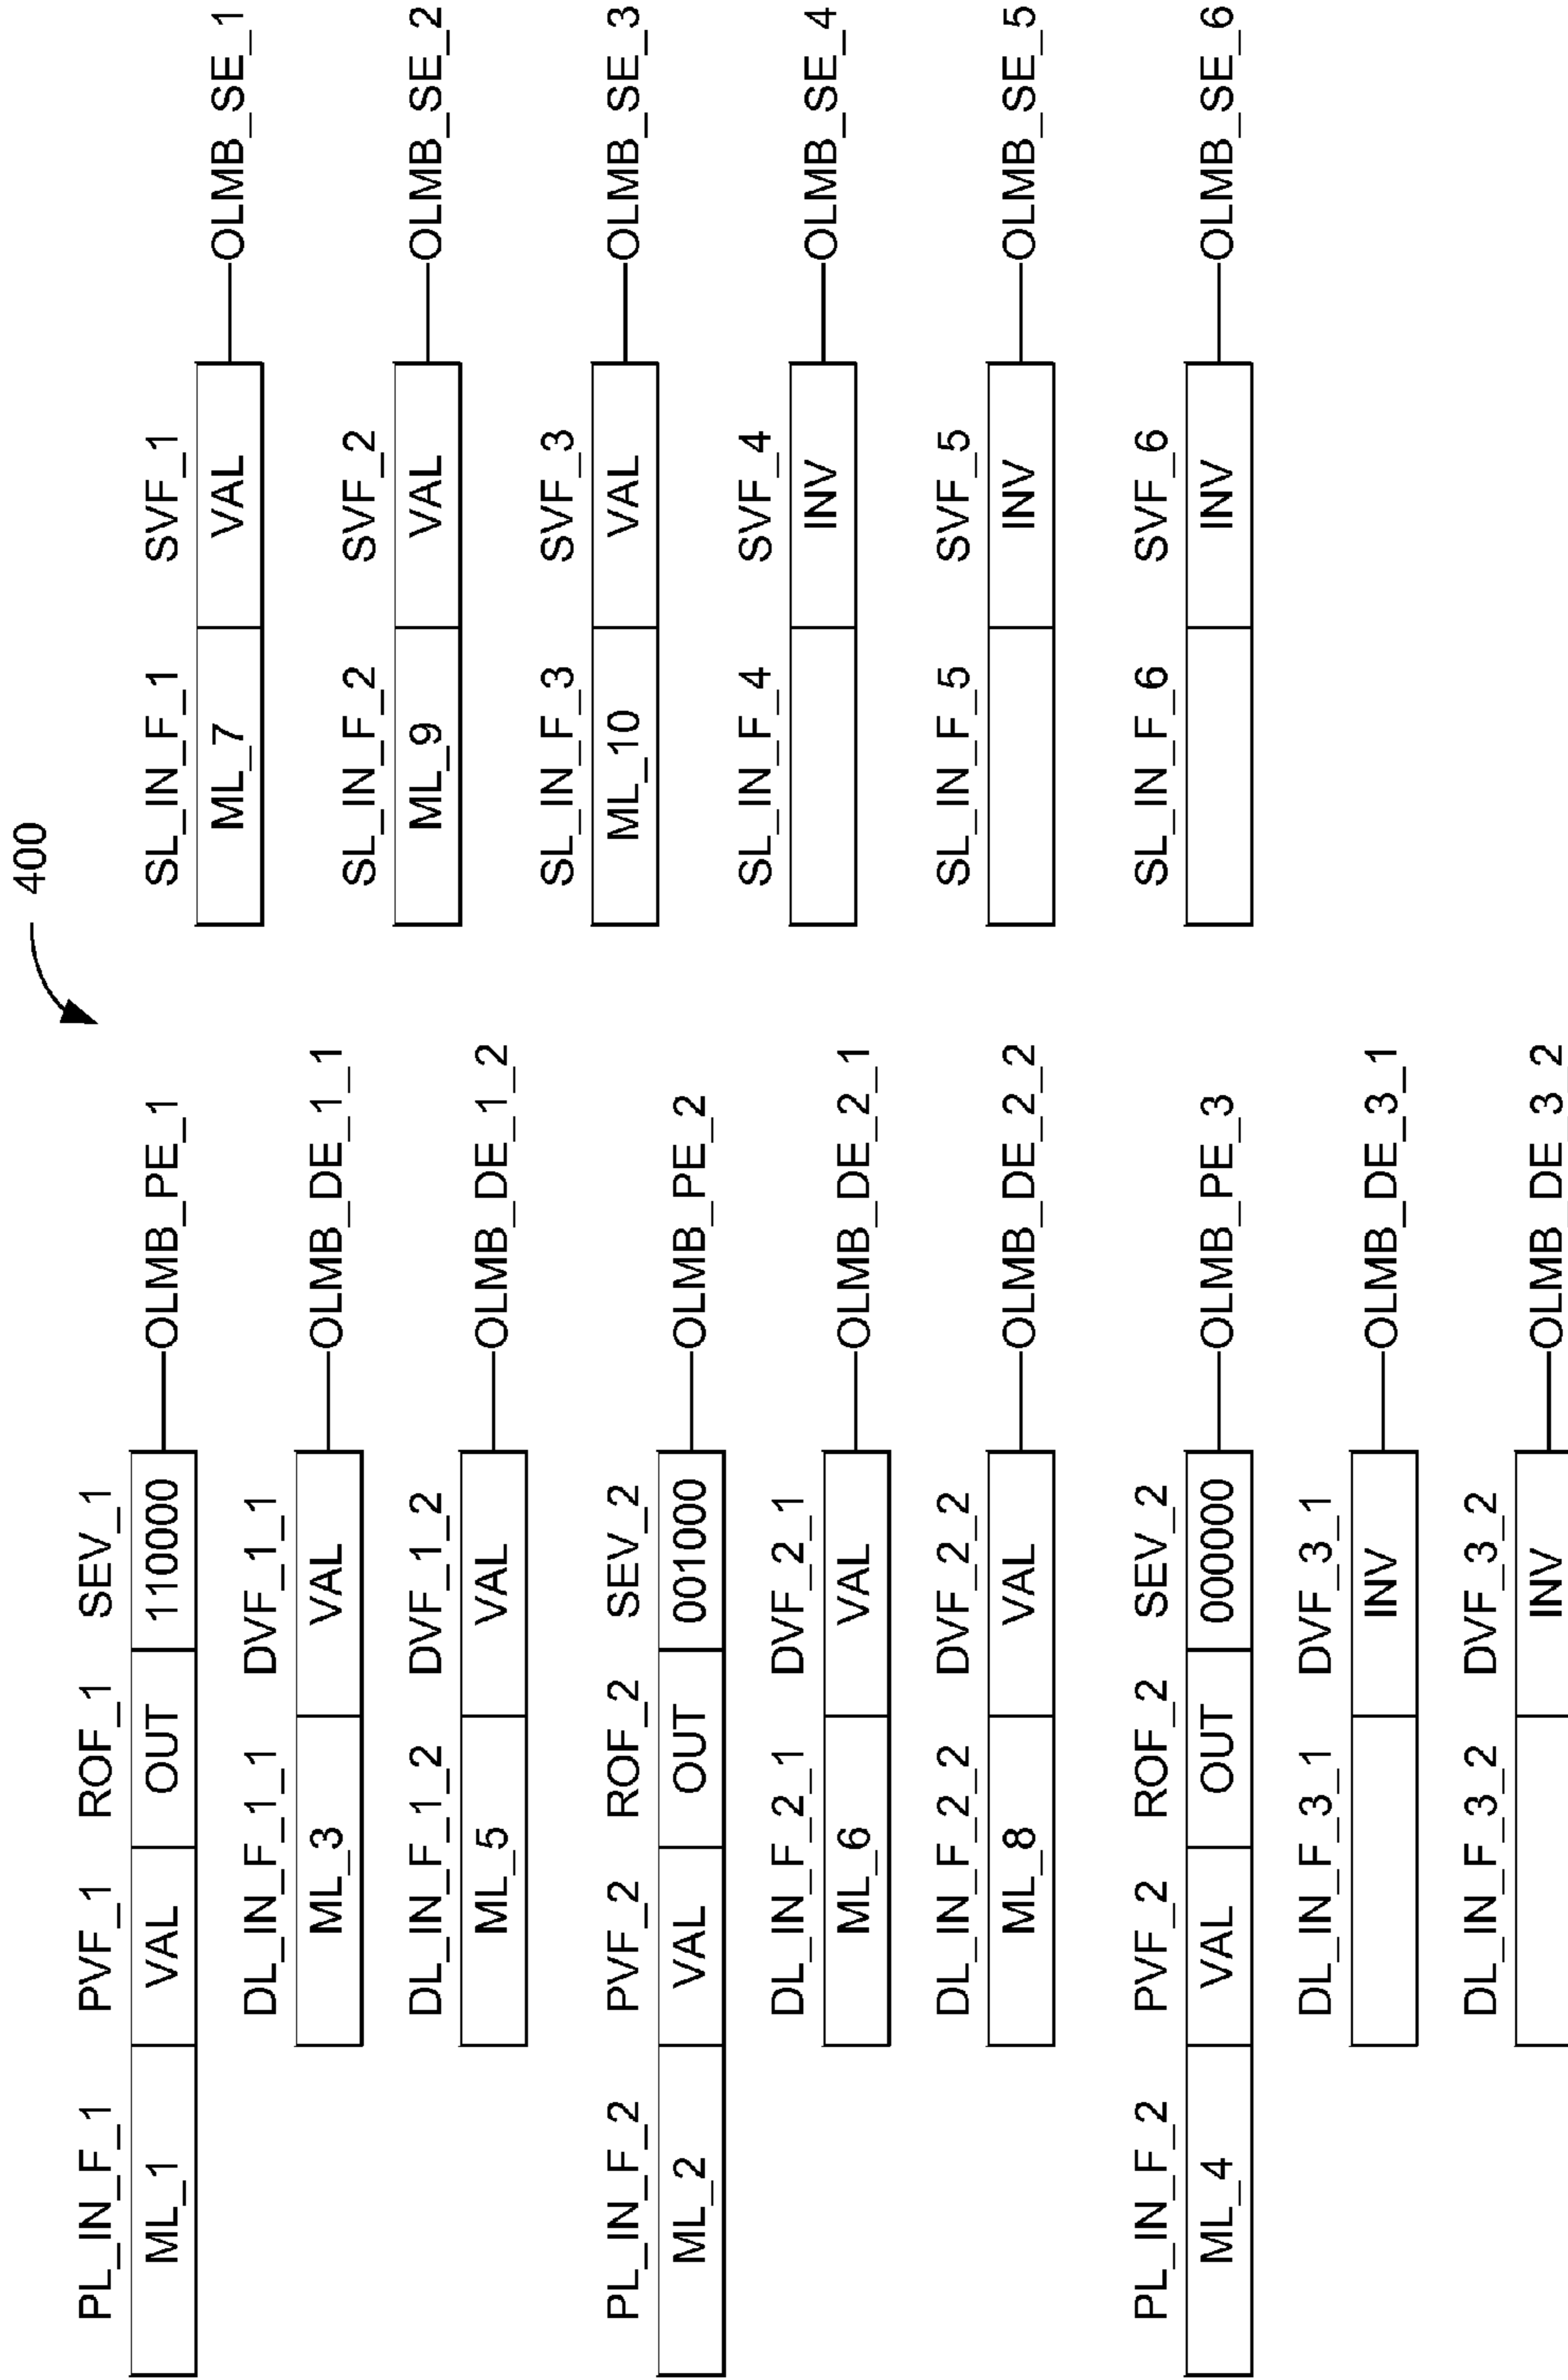 400
PL_IN_F_1 PVF_1 ROF_1 SEV_1
ML_1 VAL OUT 110000 OLMB_PE_1
DL_IN_F_1_1 DVF_1_1
ML_3 VAL OLMB_DE_1_1
DL_IN_F_1_2 DVF_1_2
ML_5 VAL OLMB_DE_1_2
PL_IN_F_2 PVF_2 ROF_2 SEV_2
ML_2 VAL OUT 001000 OLMB_PE_2
DL_IN_F_2_1 DVF_2_1
ML_6 VAL OLMB_DE_2_1
DL_IN_F_2_2 DVF_2_2
ML_8 VAL OLMB_DE_2_2
PL_IN_F_2 PVF_2 ROF_2 SEV_2
ML_4 VAL OUT 000000 OLMB_PE_3
DL_IN_F_3_1 DVF_3_1
INV OLMB_DE_3_1
DL_IN_F_3_2 DVF_3_2
INV OLMB_DE_3_2
SL_IN_F_1 SVF_1
ML_7 VAL OLMB_SE_1
SL_IN_F_2 SVF_2
ML_9 VAL OLMB_SE_2
SL_IN_F_3 SVF_3
ML_10 VAL OLMB_SE_3
SL_IN_F_4 SVF_4
INV OLMB_SE_4
SL_IN_F_5 SVF_5
INV OLMB_SE_5
SL_IN_F_6 SVF_6
INV OLMB_SE_6